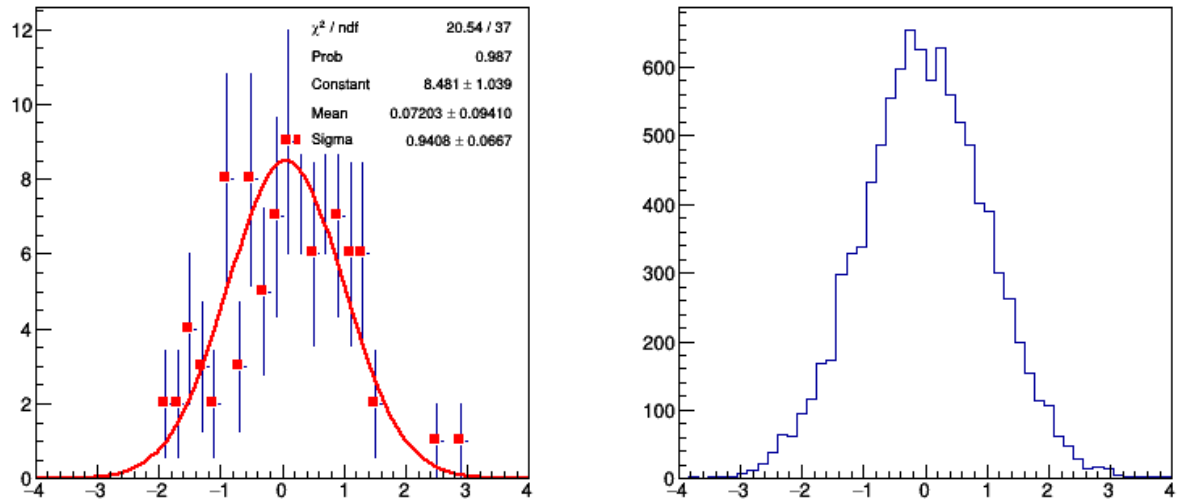 χ² / ndf 20.54 / 37
Prob 0.987
Constant 8.481 ± 1.039
Mean 0.07203 ± 0.09410
Sigma 0.9408 ± 0.0667
12
10
8
6
4
2
0
−4 −3 −2 −1 0 1 2 3 4
600
500
400
300
200
100
0
−4 −3 −2 −1 0 1 2 3 4